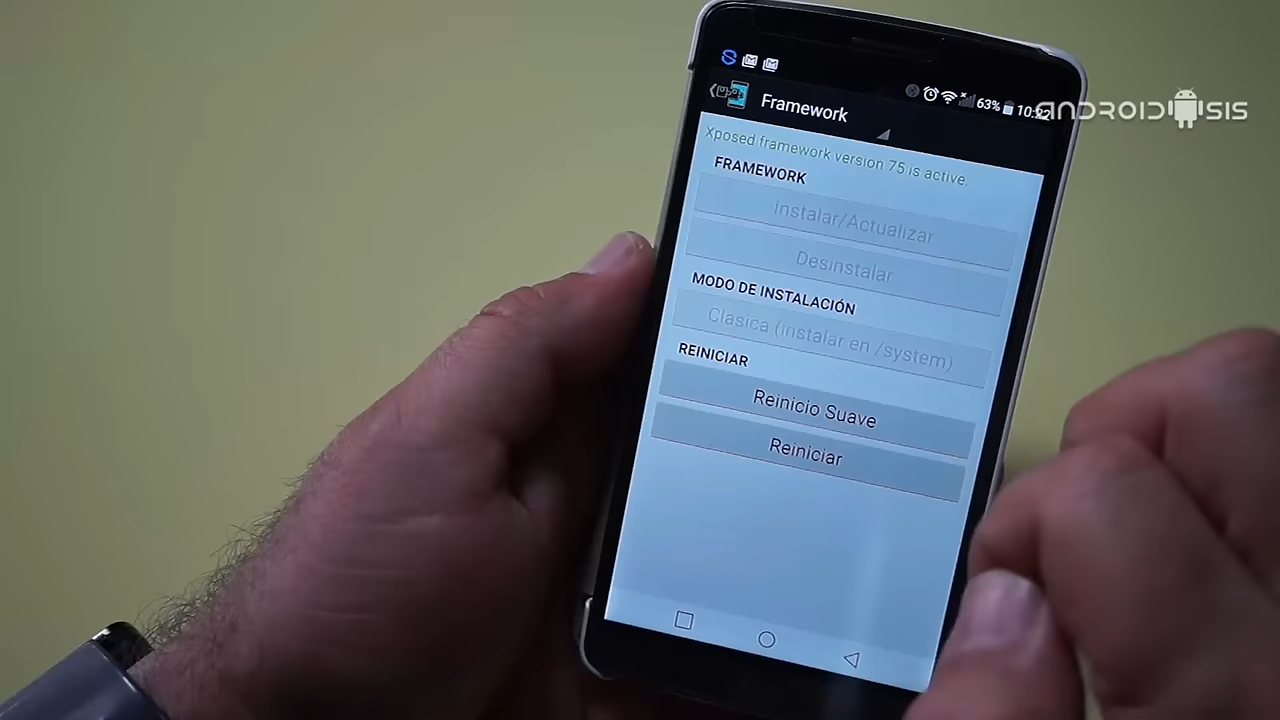 63% 10:22
ANDROIDSIS
Framework
Xposed framework version 75 is active.
FRAMEWORK
Instalar/Actualizar
Desinstalar
MODO DE INSTALACIÓN
Clasica (instalar en /system)
REINICIAR
Reinicio Suave
Reiniciar